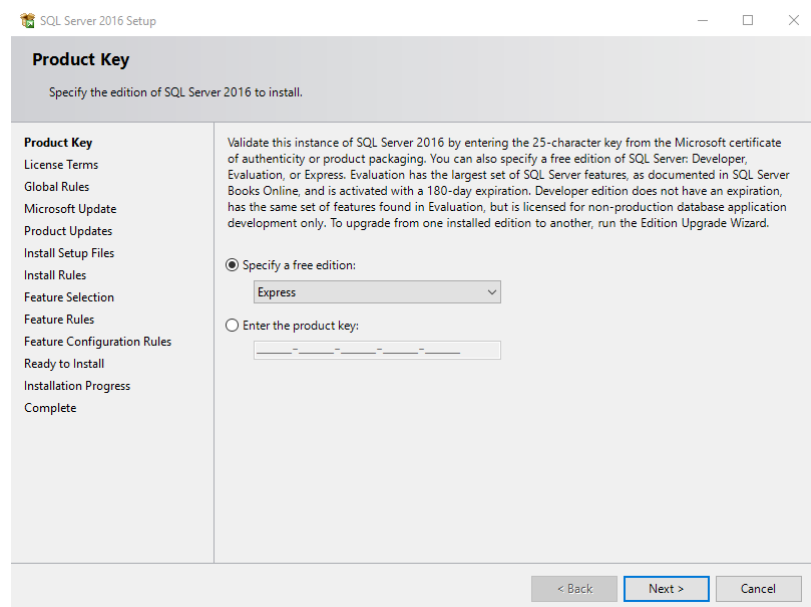 SQL Server 2016 Setup
Product Key
Specify the edition of SQL Server 2016 to install.
Product Key
License Terms
Global Rules
Microsoft Update
Product Updates
Install Setup Files
Install Rules
Feature Selection
Feature Rules
Feature Configuration Rules
Ready to Install
Installation Progress
Complete
Validate this instance of SQL Server 2016 by entering the 25-character key from the Microsoft certificate
of authenticity or product packaging. You can also specify a free edition of SQL Server: Developer,
Evaluation, or Express. Evaluation has the largest set of SQL Server features, as documented in SQL Server
Books Online, and is activated with a 180-day expiration. Developer edition does not have an expiration,
has the same set of features found in Evaluation, but is licensed for non-production database application
development only. To upgrade from one installed edition to another, run the Edition Upgrade Wizard.
Specify a free edition:
Express
Enter the product key:
_____-_____-_____-_____-_____
< Back
Next >
Cancel